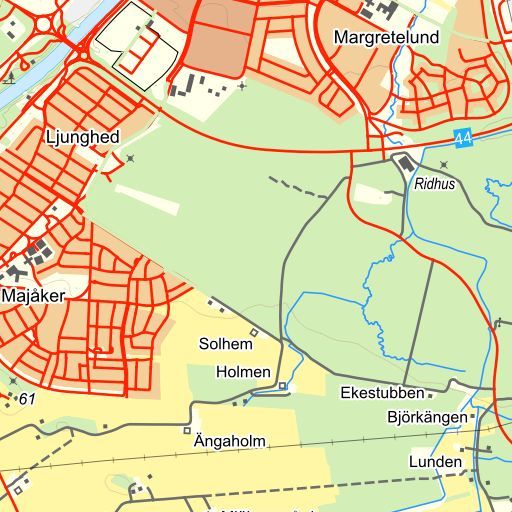 Margretelund
Ljunghed
44
Ridhus
Majåker
Solhem
Holmen
61
Ekestubben
Björkängen
Ängaholm
Lunden